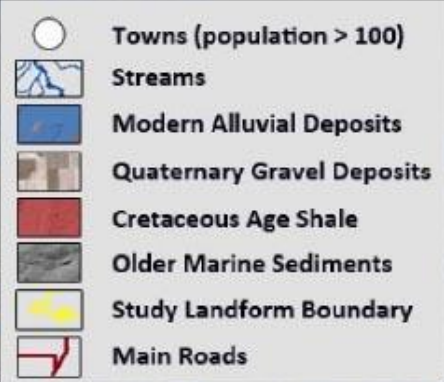 Towns (population > 100)
Streams
Modern Alluvial Deposits
Quaternary Gravel Deposits
Cretaceous Age Shale
Older Marine Sediments
Study Landform Boundary
Main Roads